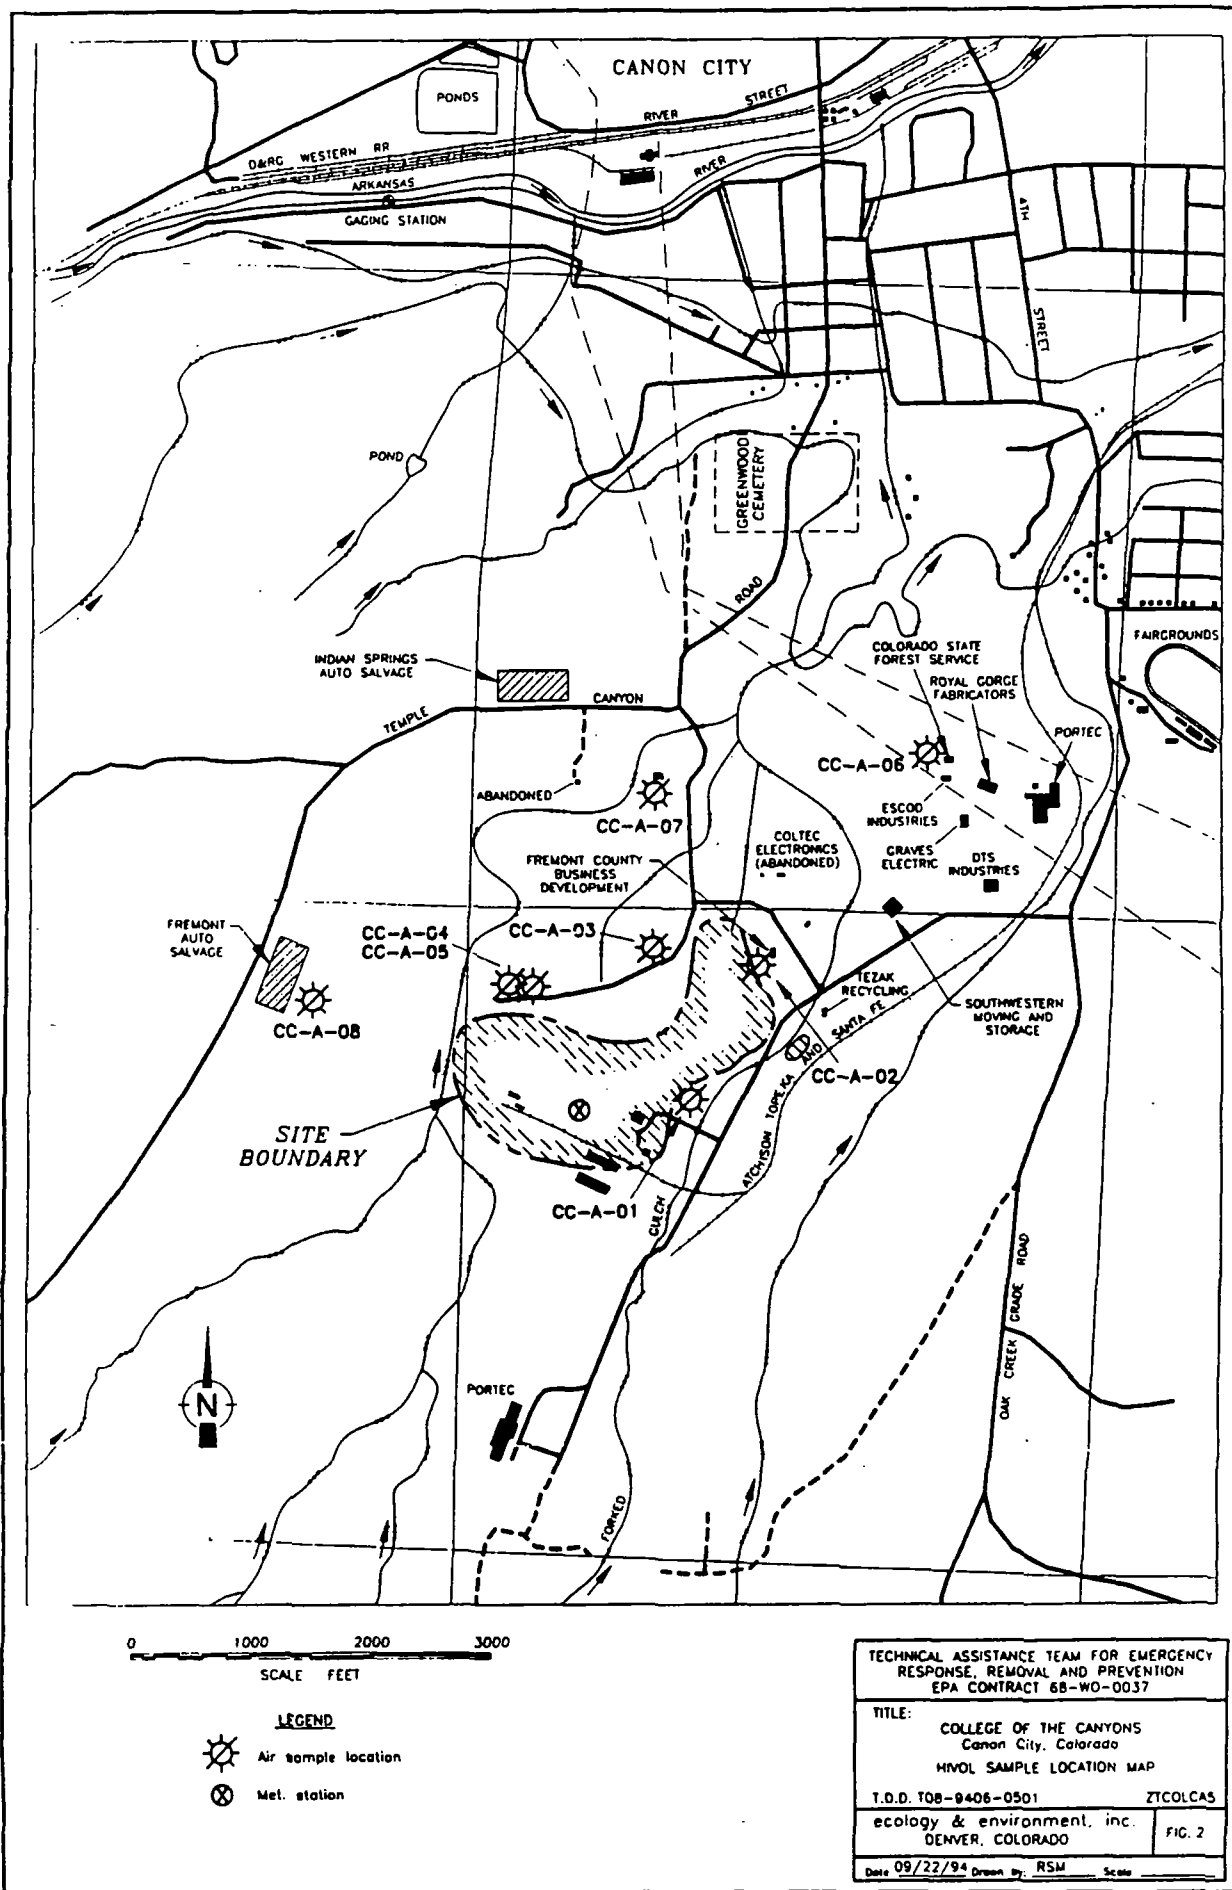 CANON CITY
PONDS
RIVER
STREET
D&RG WESTERN RR
ARKANSAS
RIVER
GAGING STATION
4TH
STREET
POND
GREENWOOD
CEMETERY
ROAD
INDIAN SPRINGS
AUTO SALVAGE
TEMPLE
CANYON
COLORADO STATE
FOREST SERVICE
ROYAL GORGE
FABRICATORS
FAIRGROUNDS
PORTEC
CC-A-06
ABANDONED
CC-A-07
ESCOD
INDUSTRIES
COLTEC
ELECTRONICS
(ABANDONED)
GRAVES
ELECTRIC
DTS
INDUSTRIES
FREMONT COUNTY
BUSINESS
DEVELOPMENT
FREMONT
AUTO
SALVAGE
CC-A-04
CC-A-05
CC-A-03
CC-A-08
TEZAK
RECYCLING
SOUTHWESTERN
MOVING AND
STORAGE
CC-A-02
ATCHISON TOPEKA AND SANTA FE
SITE
BOUNDARY
CC-A-01
GULCH
OAK CREEK GRADE ROAD
N
PORTEC
FORKED
0 1000 2000 3000
SCALE FEET
LEGEND
Air sample location
Met. station
TECHNICAL ASSISTANCE TEAM FOR EMERGENCY
RESPONSE, REMOVAL AND PREVENTION
EPA CONTRACT 68-WO-0037
TITLE:
COLLEGE OF THE CANYONS
Canon City, Colorado
HIVOL SAMPLE LOCATION MAP
T.D.D. T08-9406-0501 ZTCOLCAS
ecology & environment, inc.
DENVER, COLORADO
FIG. 2
Date 09/22/94 Drawn By: RSM Scale